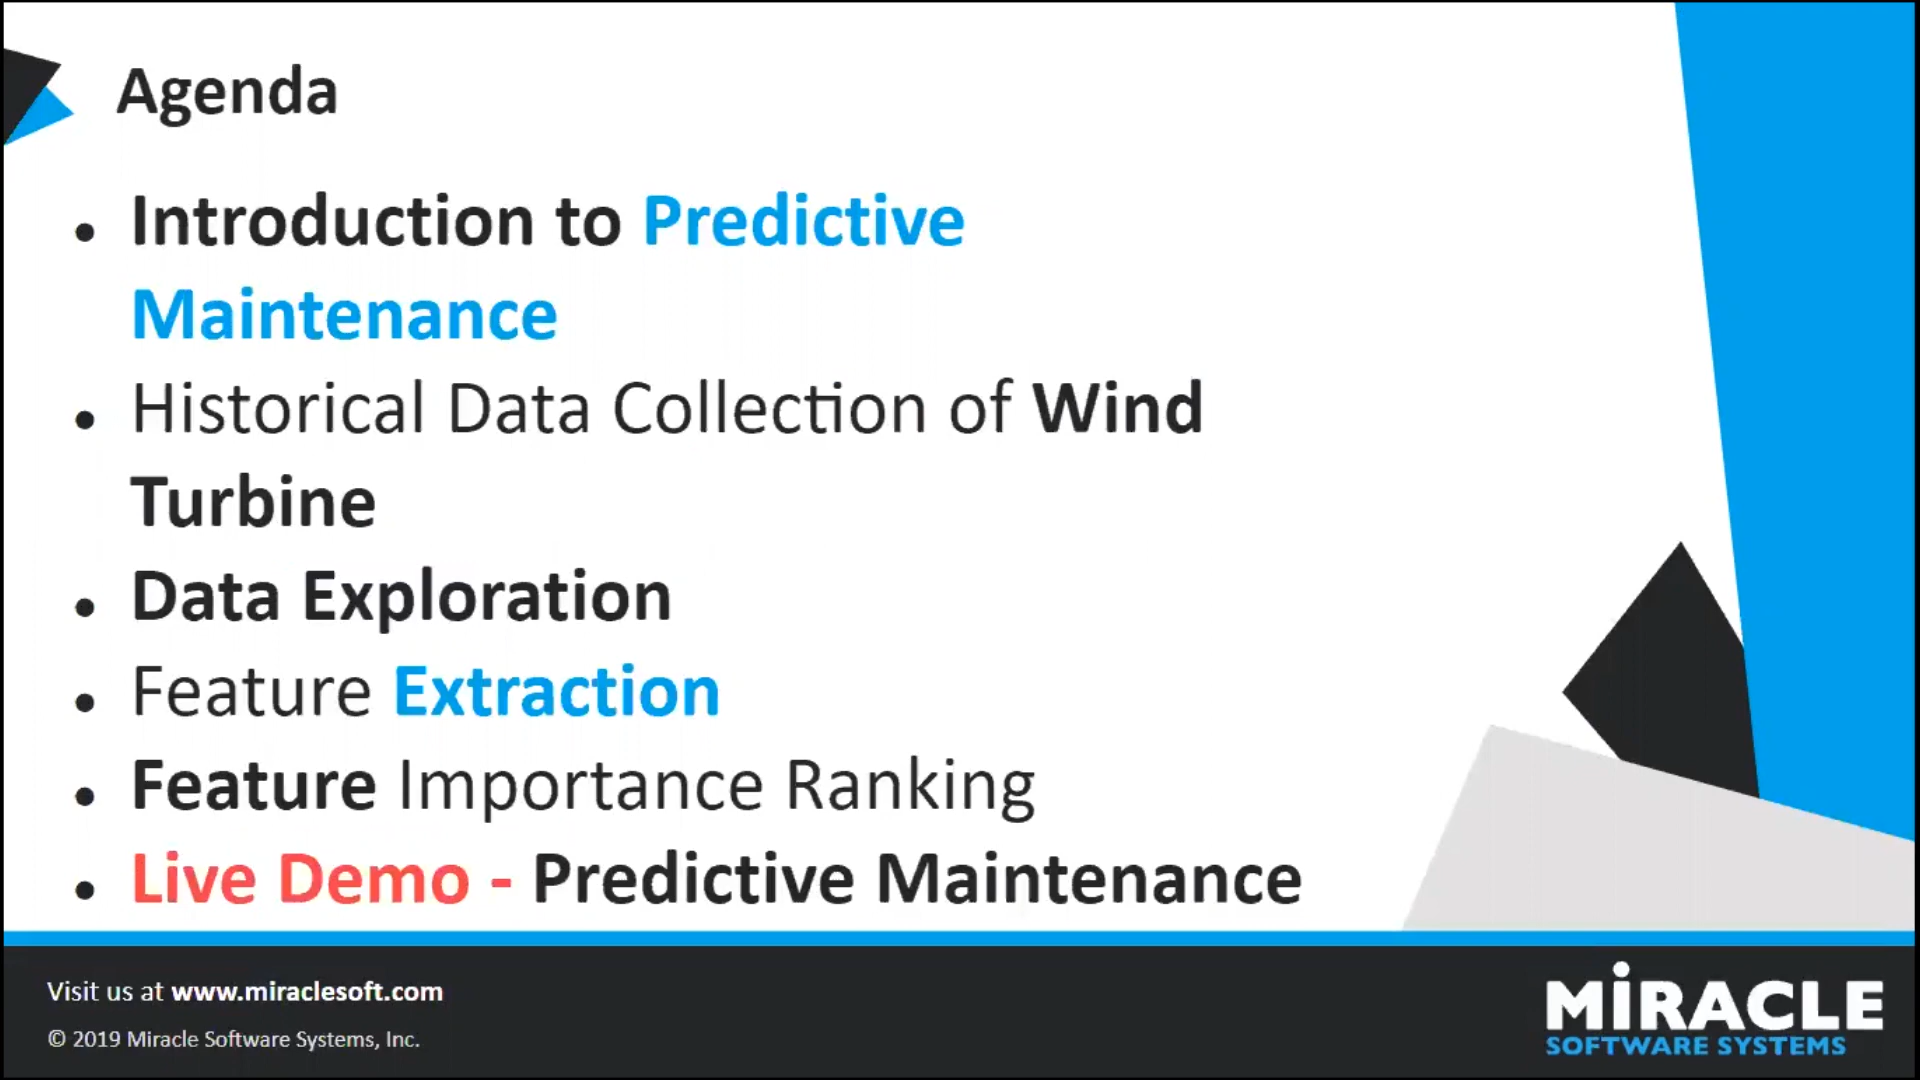 Agenda
• Introduction to Predictive
Maintenance
• Historical Data Collection of Wind
Turbine
• Data Exploration
• Feature Extraction
• Feature Importance Ranking
• Live Demo - Predictive Maintenance
Visit us at www.miraclesoft.com
© 2019 Miracle Software Systems, Inc.
MiRACLE
SOFTWARE SYSTEMS